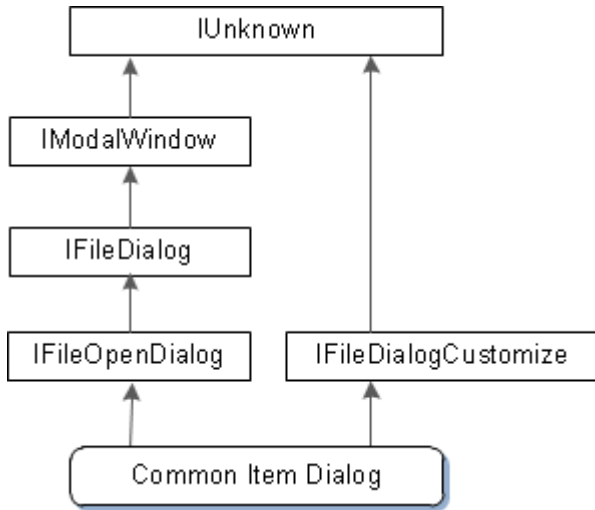 IUnknown
IModalWindow
IFileDialog
IFileOpenDialog
IFileDialogCustomize
Common Item Dialog